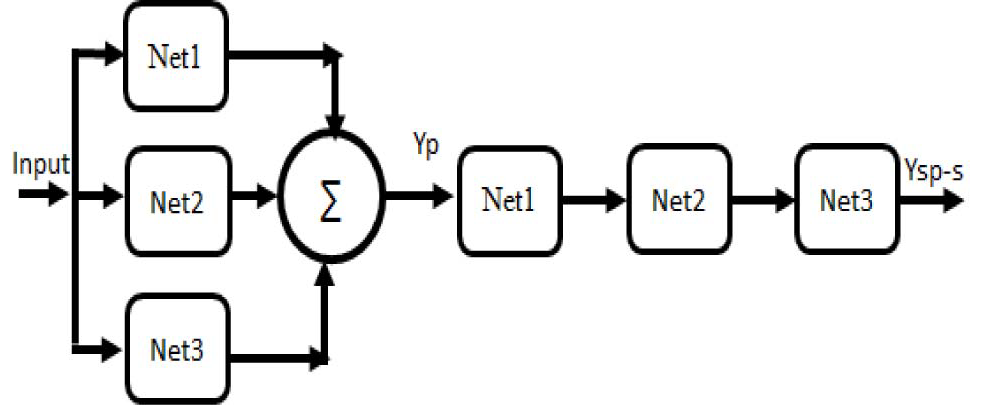 Net1
Input
Net2
Net3
Σ
Yp
Net1
Net2
Net3
Ysp-s